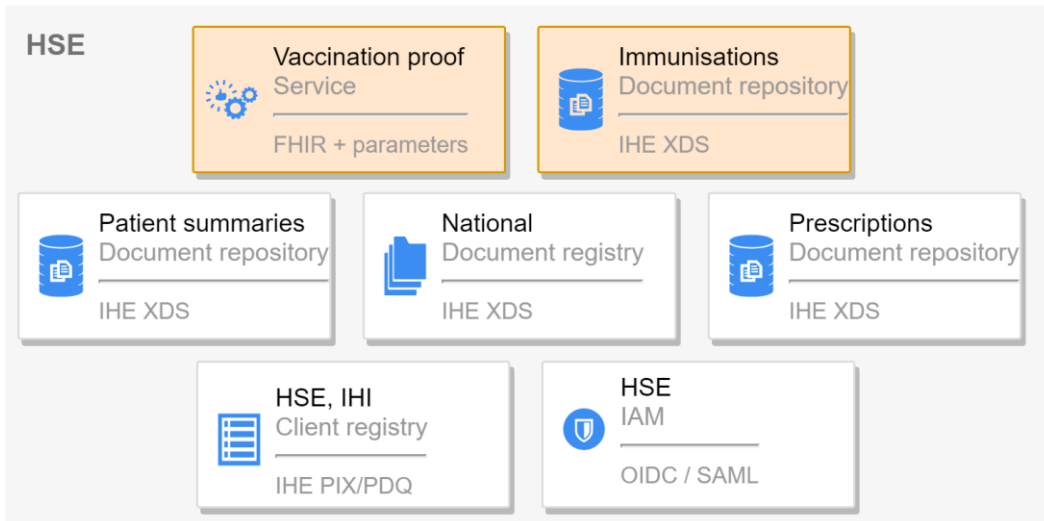 HSE
Vaccination proof
Service
FHIR + parameters
Immunisations
Document repository
IHE XDS
Patient summaries
Document repository
IHE XDS
National
Document registry
IHE XDS
Prescriptions
Document repository
IHE XDS
HSE, IHI
Client registry
IHE PIX/PDQ
HSE
IAM
OIDC / SAML